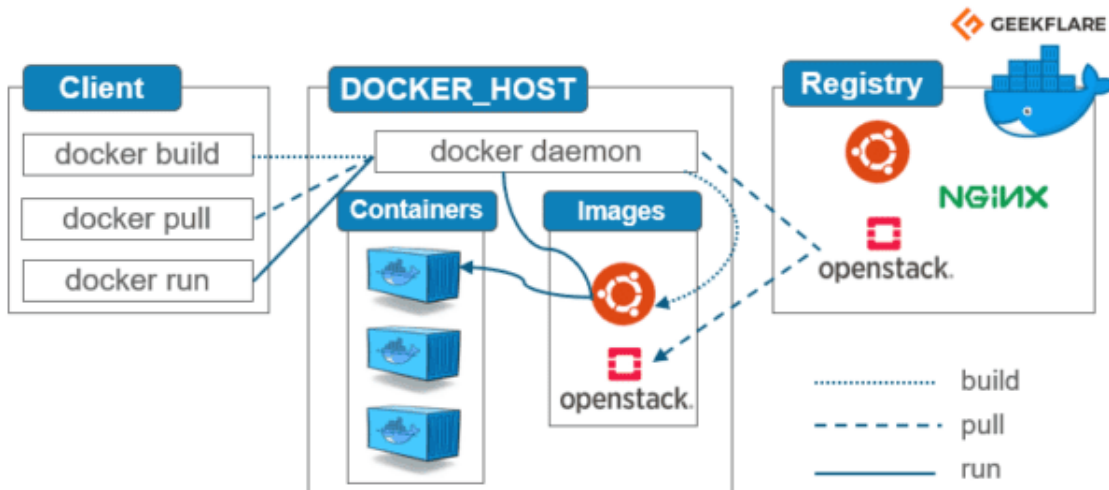 GEEKFLARE
Client
docker build
docker pull
docker run
DOCKER_HOST
docker daemon
Containers
Images
openstack.
Registry
NGINX
openstack.
build
pull
run